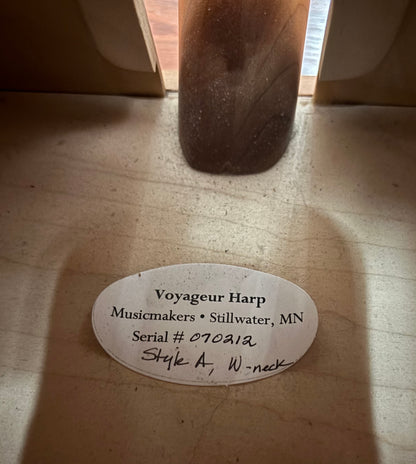 Voyageur Harp
Musicmakers • Stillwater, MN
Serial # 070212
Style A, W-neck